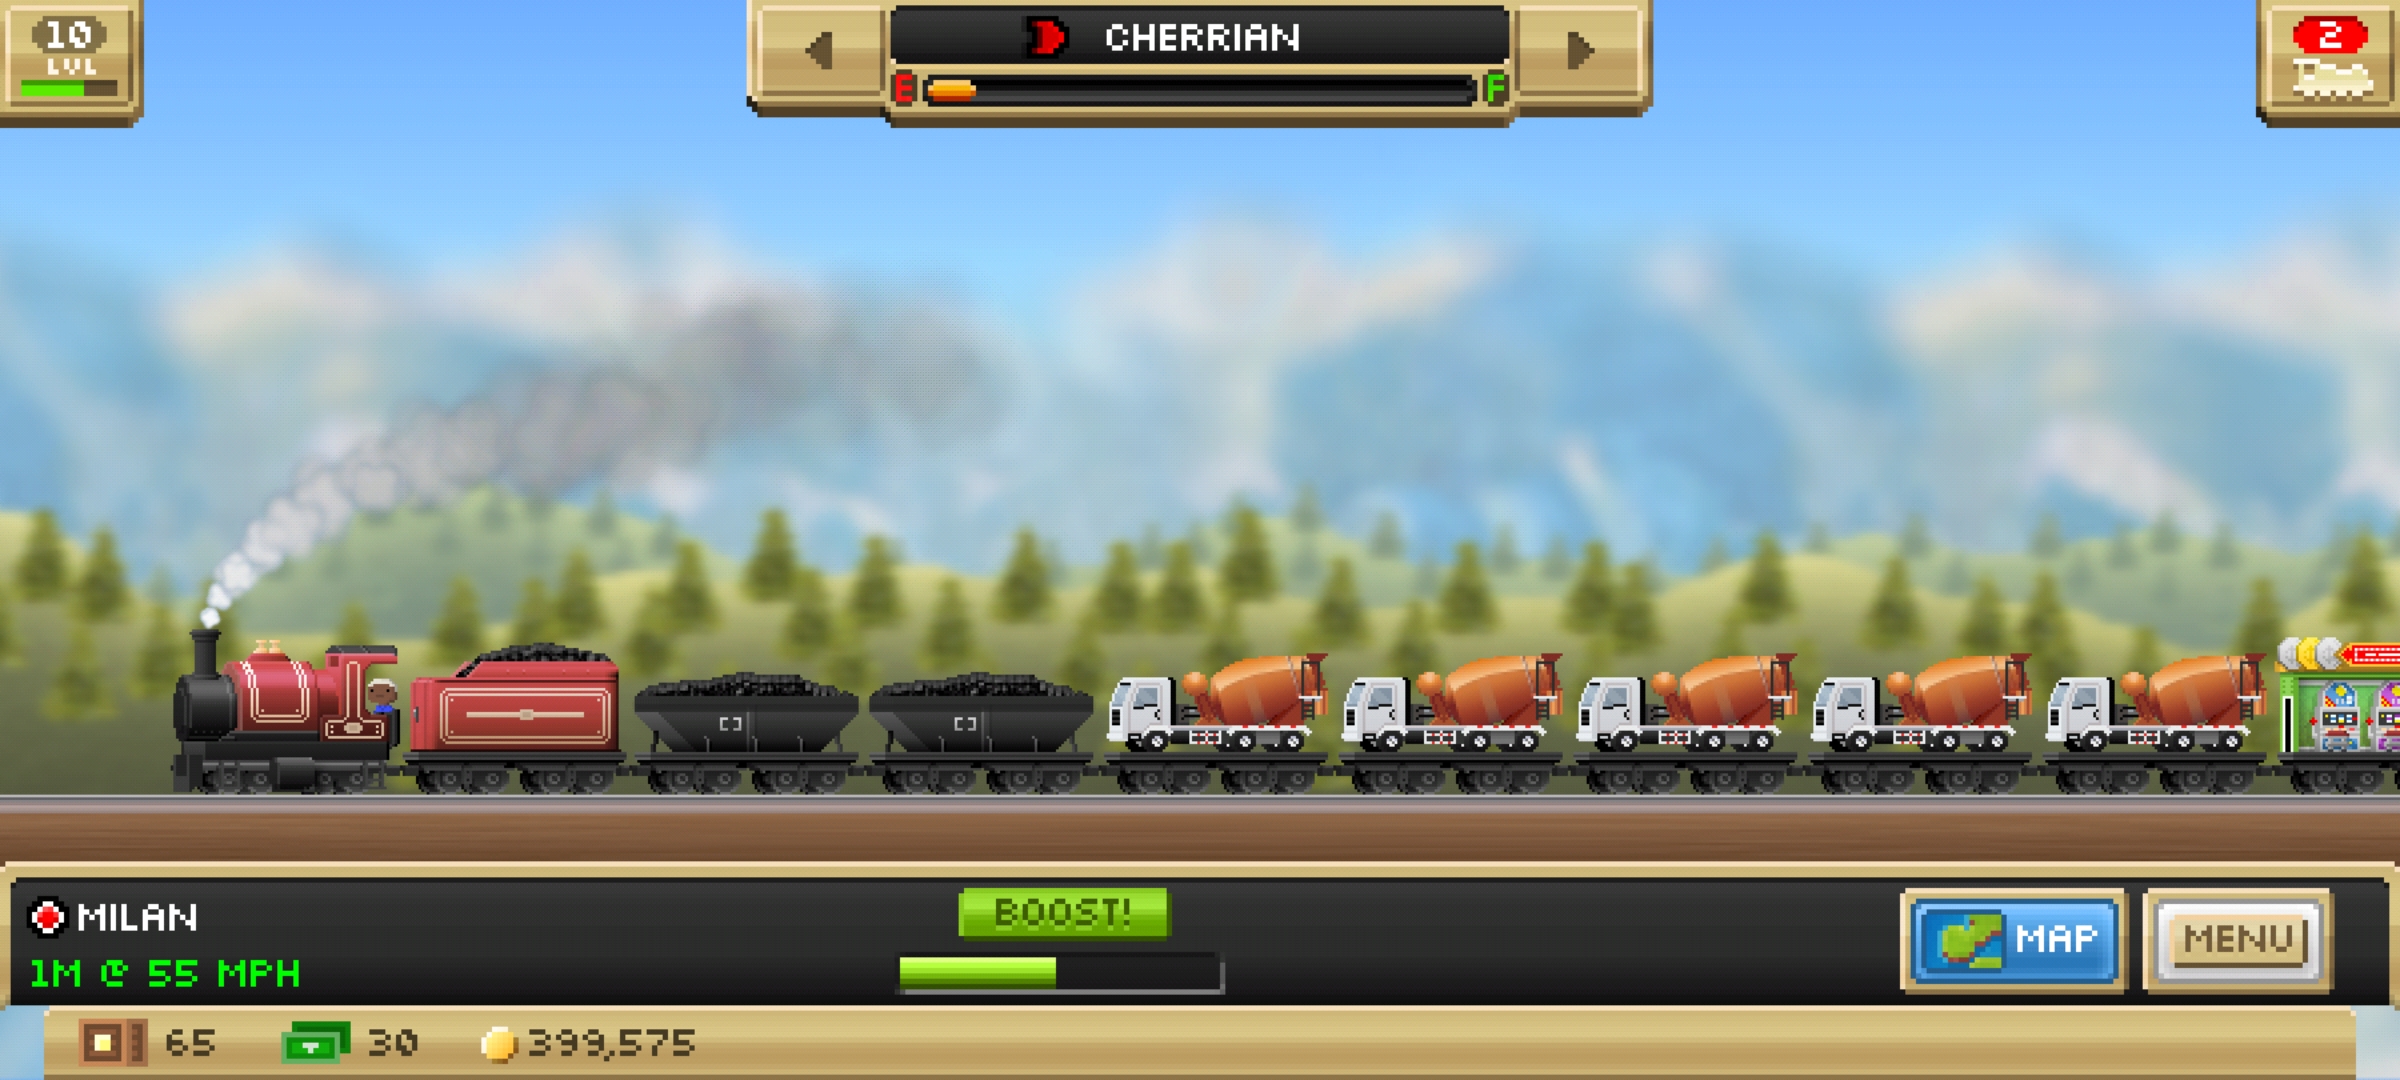 10
LVL
CHERRIAN
E F
2
MILAN
1M @ 55 MPH
BOOST!
MAP
MENU
65
30
399,575